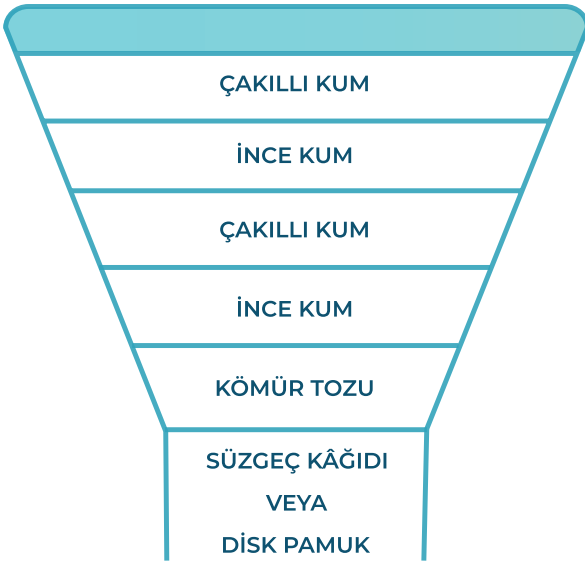 ÇAKILLI KUM
İNCE KUM
ÇAKILLI KUM
İNCE KUM
KÖMÜR TOZU
SÜZGEÇ KÂĞIDI
VEYA
DİSK PAMUK